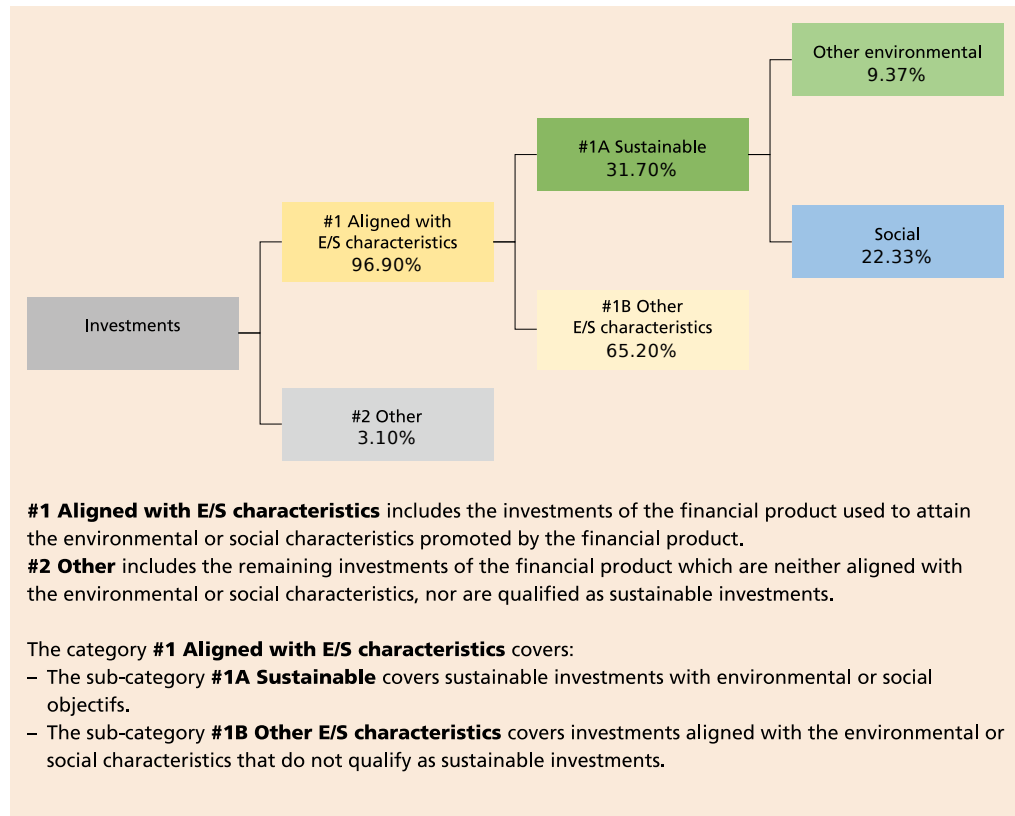 Other environmental
9.37%
#1A Sustainable
31.70%
#1 Aligned with
E/S characteristics
96.90%
Social
22.33%
#1B Other
E/S characteristics
65.20%
Investments
#2 Other
3.10%
#1 Aligned with E/S characteristics includes the investments of the financial product used to attain
the environmental or social characteristics promoted by the financial product.
#2 Other includes the remaining investments of the financial product which are neither aligned with
the environmental or social characteristics, nor are qualified as sustainable investments.
The category #1 Aligned with E/S characteristics covers:
– The sub-category #1A Sustainable covers sustainable investments with environmental or social
objectifs.
– The sub-category #1B Other E/S characteristics covers investments aligned with the environmental or
social characteristics that do not qualify as sustainable investments.